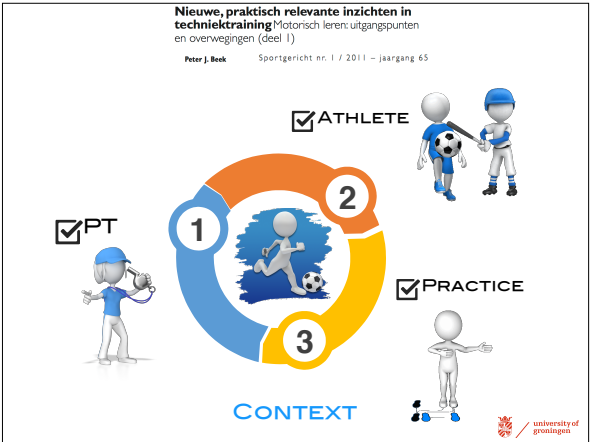 Nieuwe, praktisch relevante inzichten in
techniektraining Motorisch leren: uitgangspunten
en overwegingen (deel 1)
Peter J. Beek Sportgericht nr. 1 / 2011 – jaargang 65
ATHLETE
2
1
PT
PRACTICE
3
CONTEXT
university of
groningen